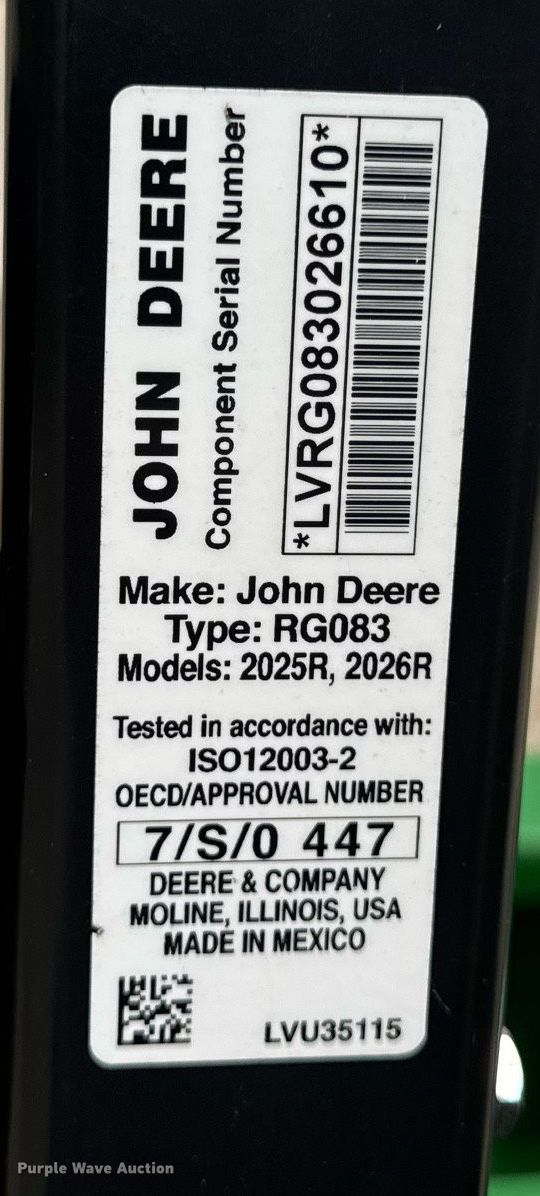 JOHN DEERE
Component Serial Number
*LVRG083026610*
Make: John Deere
Type: RG083
Models: 2025R, 2026R
Tested in accordance with:
ISO12003-2
OECD/APPROVAL NUMBER
7/S/0 447
DEERE & COMPANY
MOLINE, ILLINOIS, USA
MADE IN MEXICO
LVU35115
Purple Wave Auction